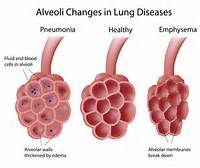 Alveoli Changes in Lung Diseases
Pneumonia
Healthy
Emphysema
Fluid and blood
cells in alveoli
Alveolar walls
thickened by edema
Alveolar membranes
break down